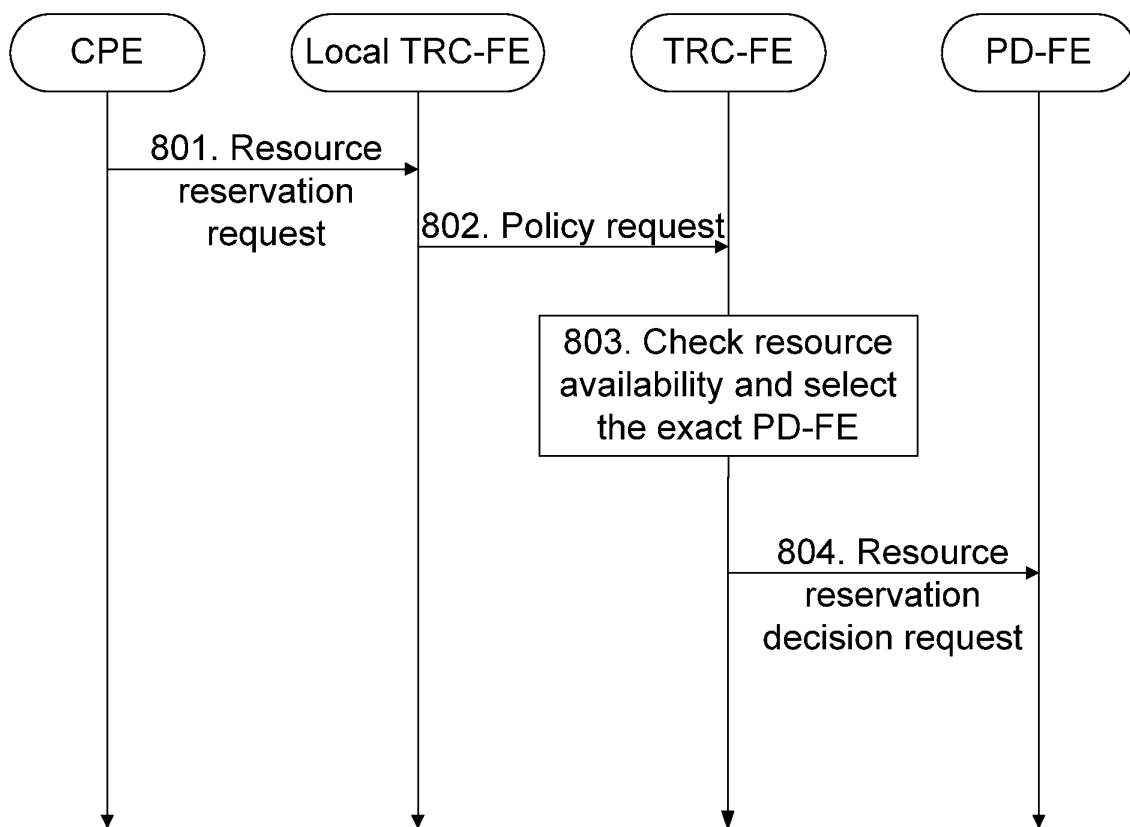 CPE
Local TRC-FE
TRC-FE
PD-FE
801. Resource
reservation
request
802. Policy request
803. Check resource
availability and select
the exact PD-FE
804. Resource
reservation
decision request